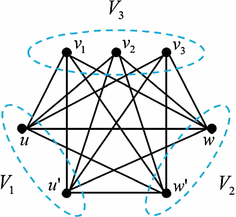 V₃
v₁ v₂ v₃
u w
V₁ u' w' V₂